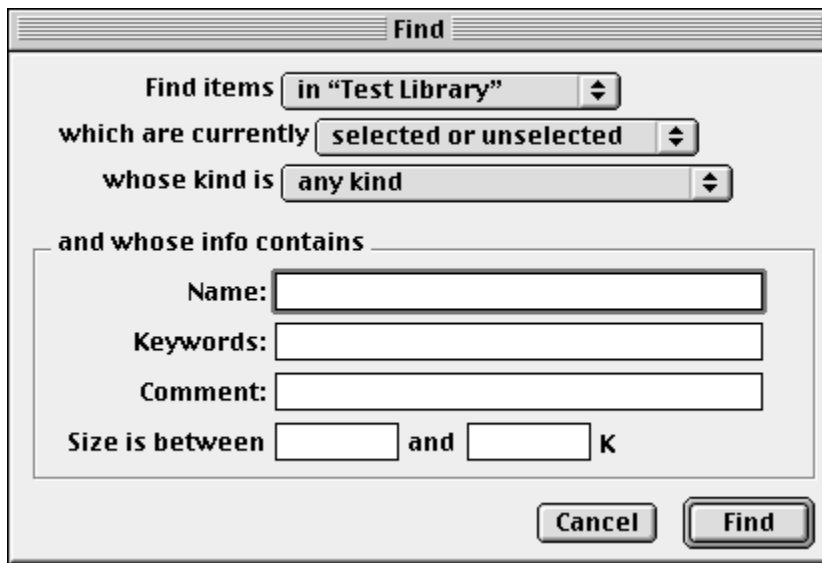 Find
Find items in “Test Library”
which are currently selected or unselected
whose kind is any kind
and whose info contains
Name:
Keywords:
Comment:
Size is between and K
Cancel Find